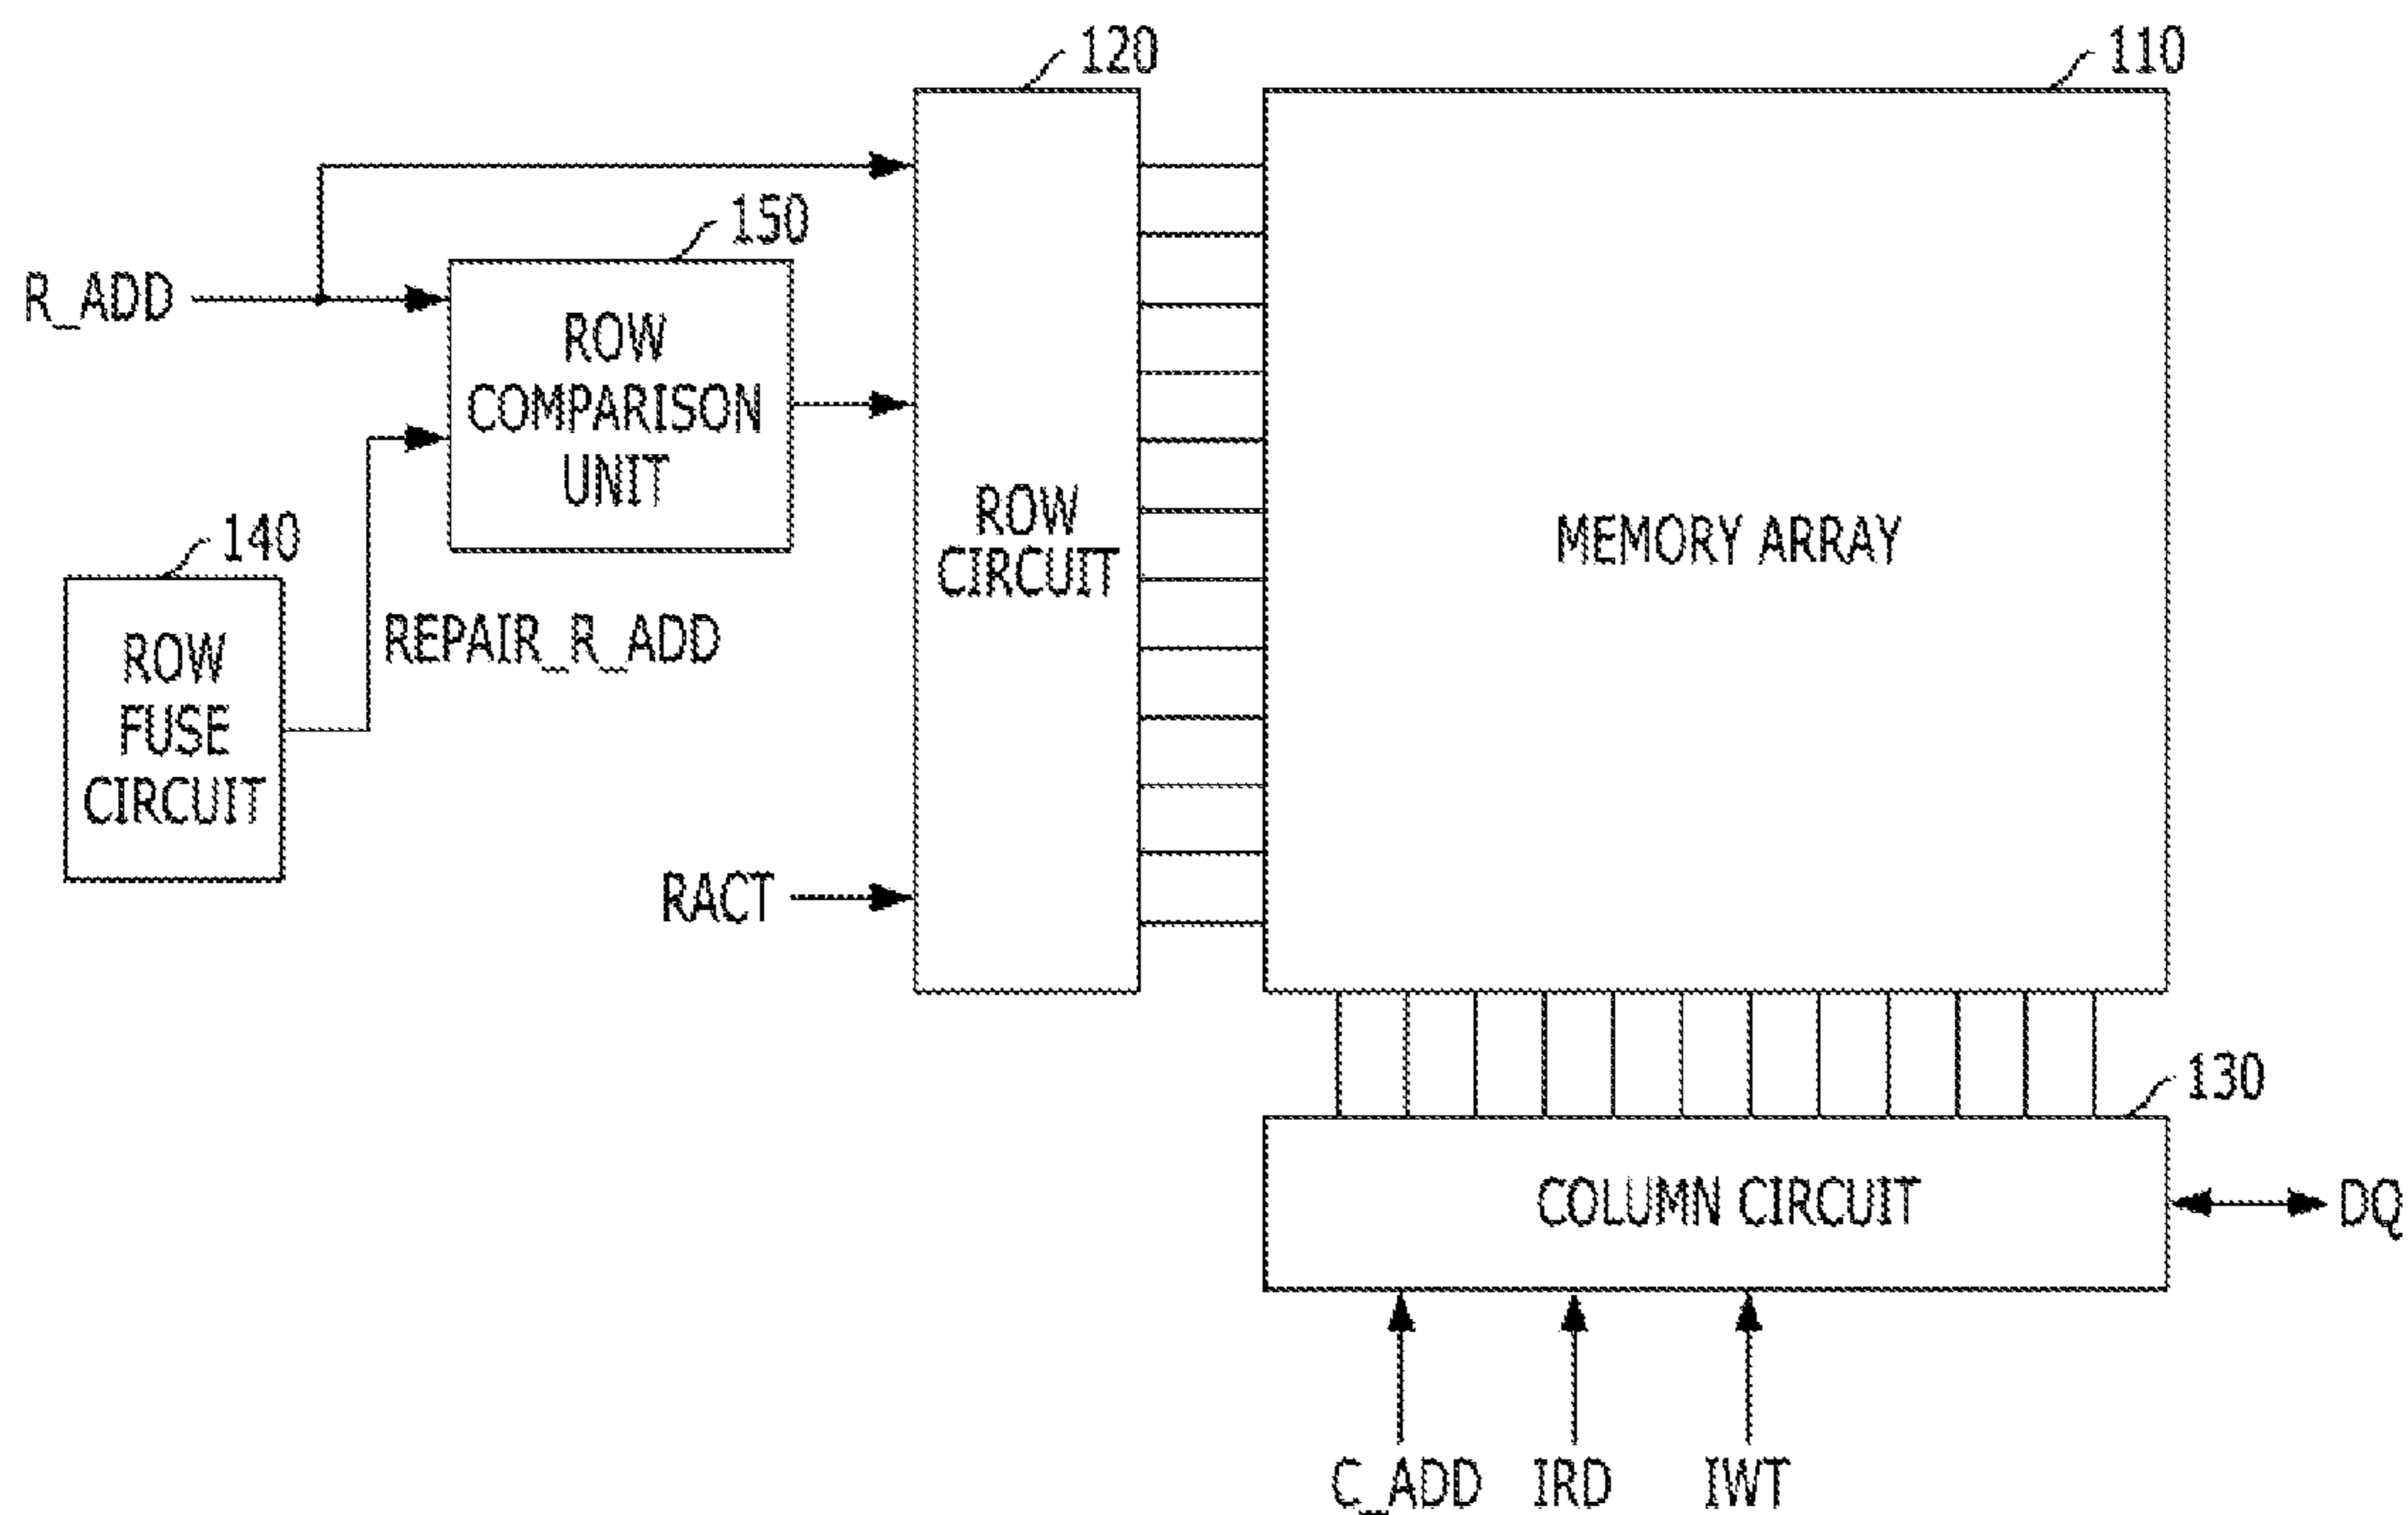 120
110
150
R_ADD
ROW
COMPARISON
UNIT
ROW
CIRCUIT
MEMORY ARRAY
140
ROW
FUSE
CIRCUIT
REPAIR_R_ADD
RACT
130
COLUMN CIRCUIT
DQ
C_ADD
IRD
IWT